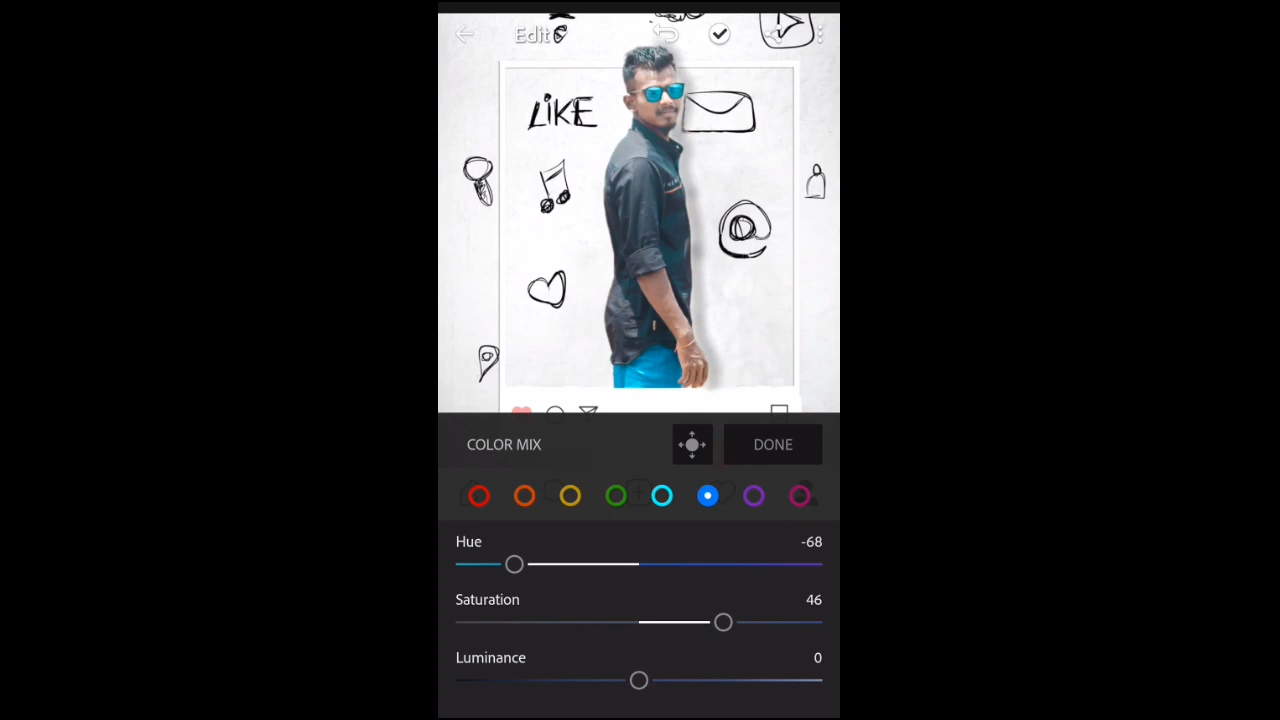 Edit
LIKE
COLOR MIX
DONE
Hue
-68
Saturation
46
Luminance
0